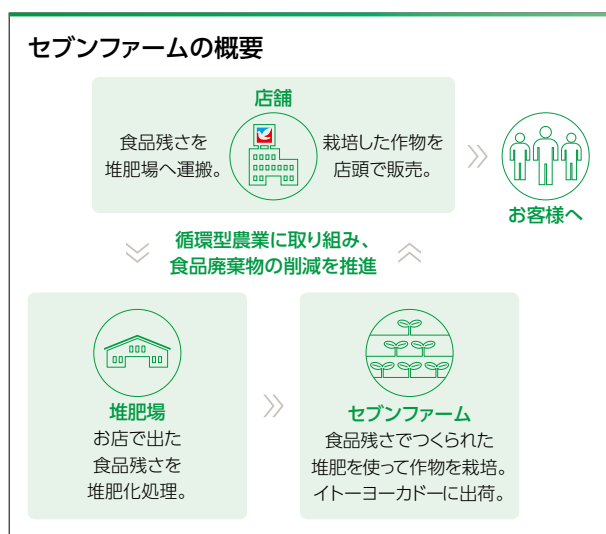 セブンファームの概要
店舗
食品残さを
堆肥場へ運搬。
栽培した作物を
店頭で販売。
お客様へ
循環型農業に取り組み、
食品廃棄物の削減を推進
堆肥場
お店で出た
食品残さを
堆肥化処理。
セブンファーム
食品残さでつくられた
堆肥を使って作物を栽培。
イトーヨーカドーに出荷。